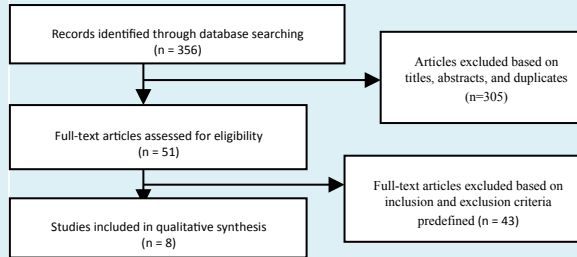 Records identified through database searching
(n = 356)
Articles excluded based on
titles, abstracts, and duplicates
(n=305)
Full-text articles assessed for eligibility
(n = 51)
Full-text articles excluded based on
inclusion and exclusion criteria
predefined (n = 43)
Studies included in qualitative synthesis
(n = 8)